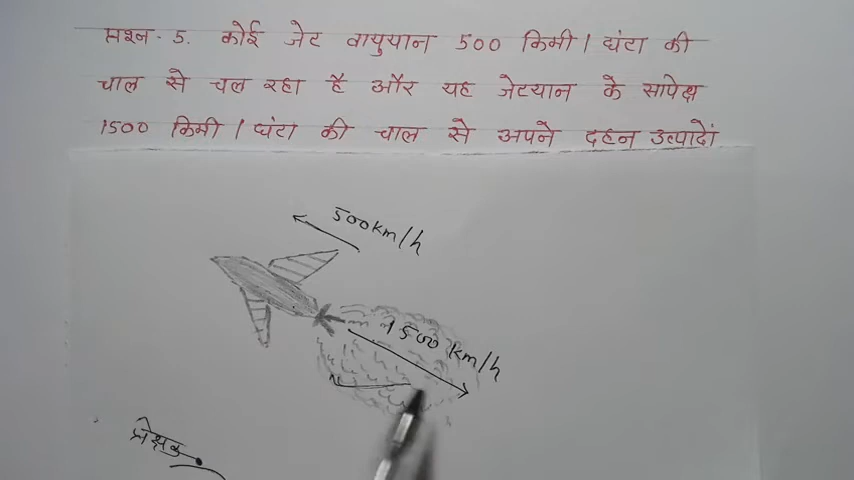 प्रश्न - 5. कोई जेट वायुयान 500 किमी / घंटा की
चाल से चल रहा है और यह जेटयान के सापेक्ष
1500 किमी / घंटा की चाल से अपने दहन उत्पादों
500km/h
1500 km/h
प्रेक्षक